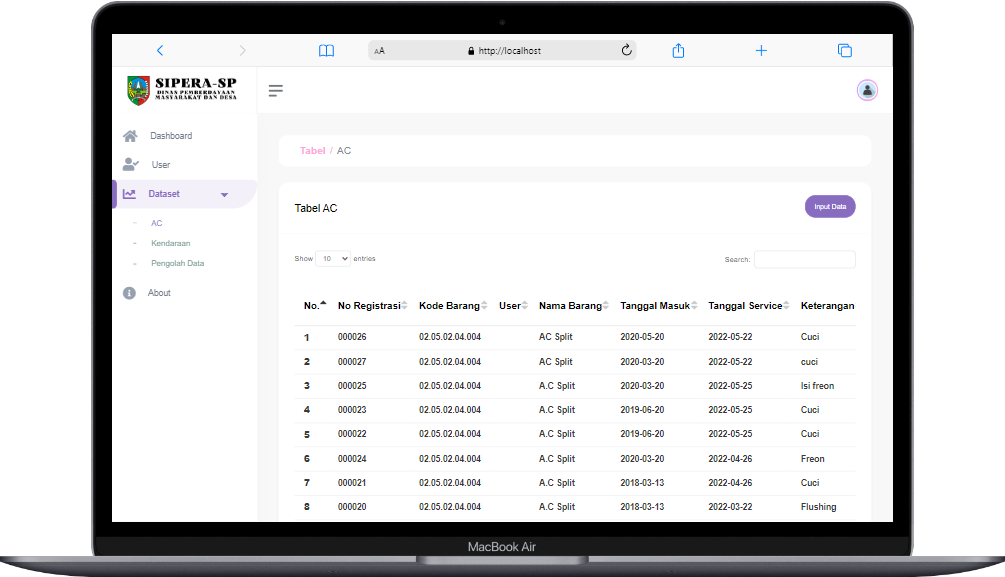 AA http://localhost
SIPERA-SP
DINAS PEMBERDAYAAN
MASYARAKAT DAN DESA
Dashboard
User
Dataset
- AC
- Kendaraan
- Pengolah Data
About
Tabel / AC
Tabel AC
Input Data
Show 10 entries
Search:
No. No Registrasi Kode Barang User Nama Barang Tanggal Masuk Tanggal Service Keterangan
1 000026 02.05.02.04.004 AC Split 2020-05-20 2022-05-22 Cuci
2 000027 02.05.02.04.004 AC Split 2020-03-20 2022-05-22 cuci
3 000025 02.05.02.04.004 A.C Split 2020-03-20 2022-05-25 Isi freon
4 000023 02.05.02.04.004 A.C Split 2019-06-20 2022-05-25 Cuci
5 000022 02.05.02.04.004 A.C Split 2019-06-20 2022-05-25 Cuci
6 000024 02.05.02.04.004 A.C Split 2020-03-20 2022-04-26 Freon
7 000021 02.05.02.04.004 A.C Split 2018-03-13 2022-04-26 Cuci
8 000020 02.05.02.04.004 A.C Split 2018-03-13 2022-03-22 Flushing
MacBook Air